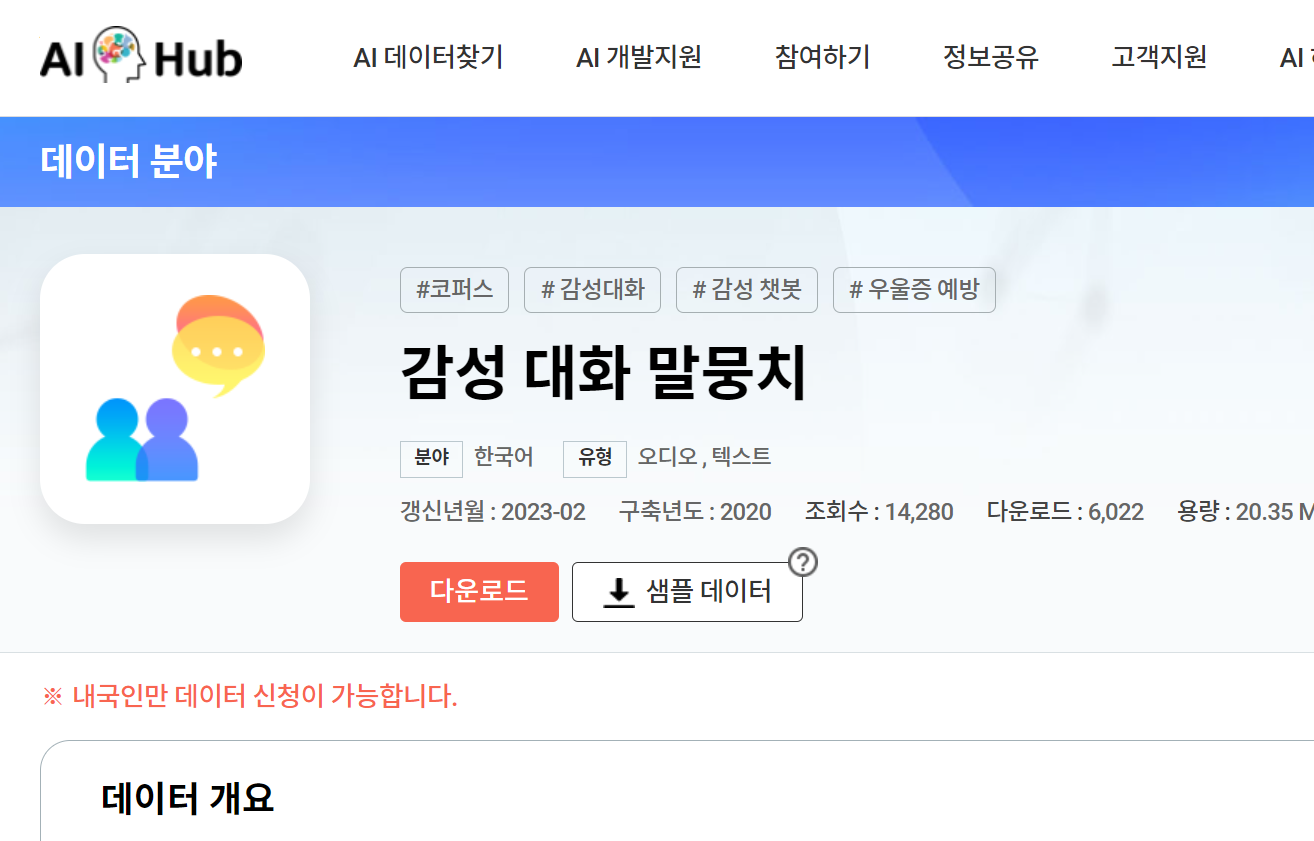 AI Hub
AI 데이터찾기 AI 개발지원 참여하기 정보공유 고객지원 AI
데이터 분야
#코퍼스 # 감성대화 # 감성 챗봇 # 우울증 예방
감성 대화 말뭉치
분야 한국어 유형 오디오 , 텍스트
갱신년월 : 2023-02 구축년도 : 2020 조회수 : 14,280 다운로드 : 6,022 용량 : 20.35
다운로드 샘플 데이터 ?
※ 내국인만 데이터 신청이 가능합니다.
데이터 개요